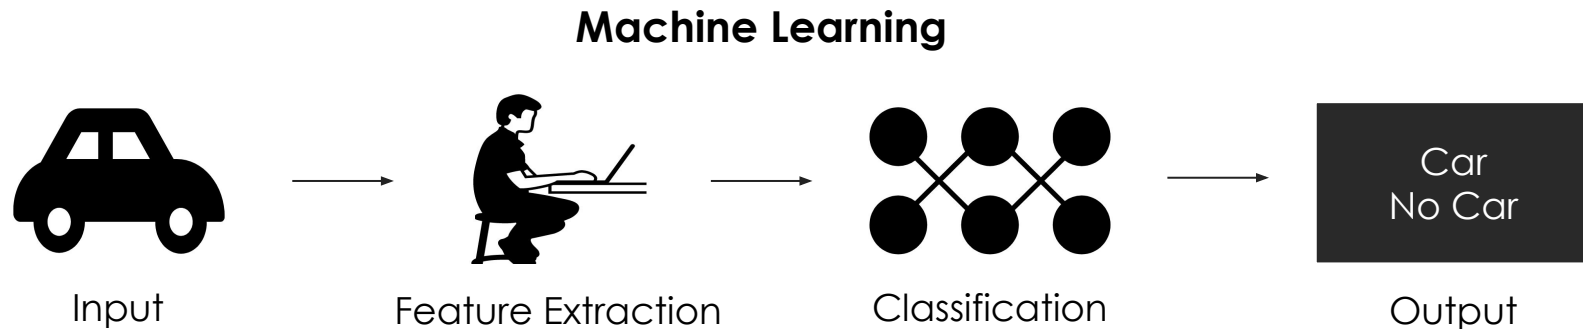 Machine Learning
Car
No Car
Input
Feature Extraction
Classification
Output